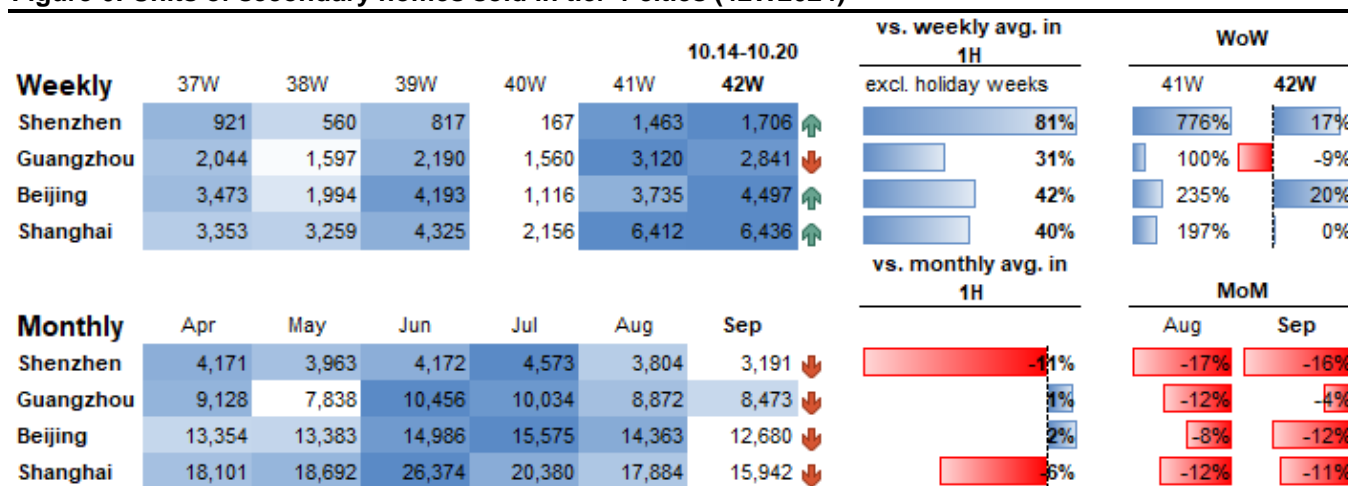 vs. weekly avg. in WoW
10.14-10.20 1H
Weekly 37W 38W 39W 40W 41W 42W excl. holiday weeks 41W 42W
Shenzhen 921 560 817 167 1,463 1,706 81% 776% 17%
Guangzhou 2,044 1,597 2,190 1,560 3,120 2,841 31% 100% -9%
Beijing 3,473 1,994 4,193 1,116 3,735 4,497 42% 235% 20%
Shanghai 3,353 3,259 4,325 2,156 6,412 6,436 40% 197% 0%
vs. monthly avg. in
1H MoM
Monthly Apr May Jun Jul Aug Sep Aug Sep
Shenzhen 4,171 3,963 4,172 4,573 3,804 3,191 -11% -17% -16%
Guangzhou 9,128 7,838 10,456 10,034 8,872 8,473 1% -12% -4%
Beijing 13,354 13,383 14,986 15,575 14,363 12,680 2% -8% -12%
Shanghai 18,101 18,692 26,374 20,380 17,884 15,942 -6% -12% -11%